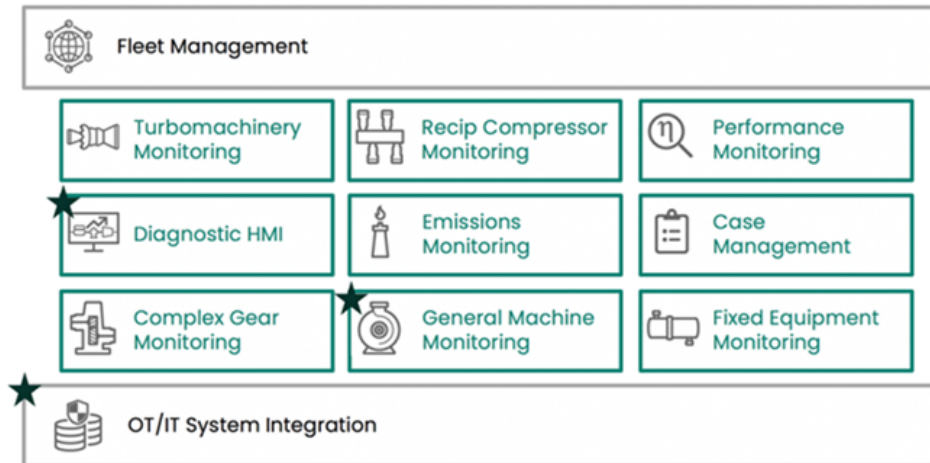 Fleet Management
Turbomachinery
Monitoring
Recip Compressor
Monitoring
η
Performance
Monitoring
Diagnostic HMI
Emissions
Monitoring
Case
Management
Complex Gear
Monitoring
General Machine
Monitoring
Fixed Equipment
Monitoring
OT/IT System Integration